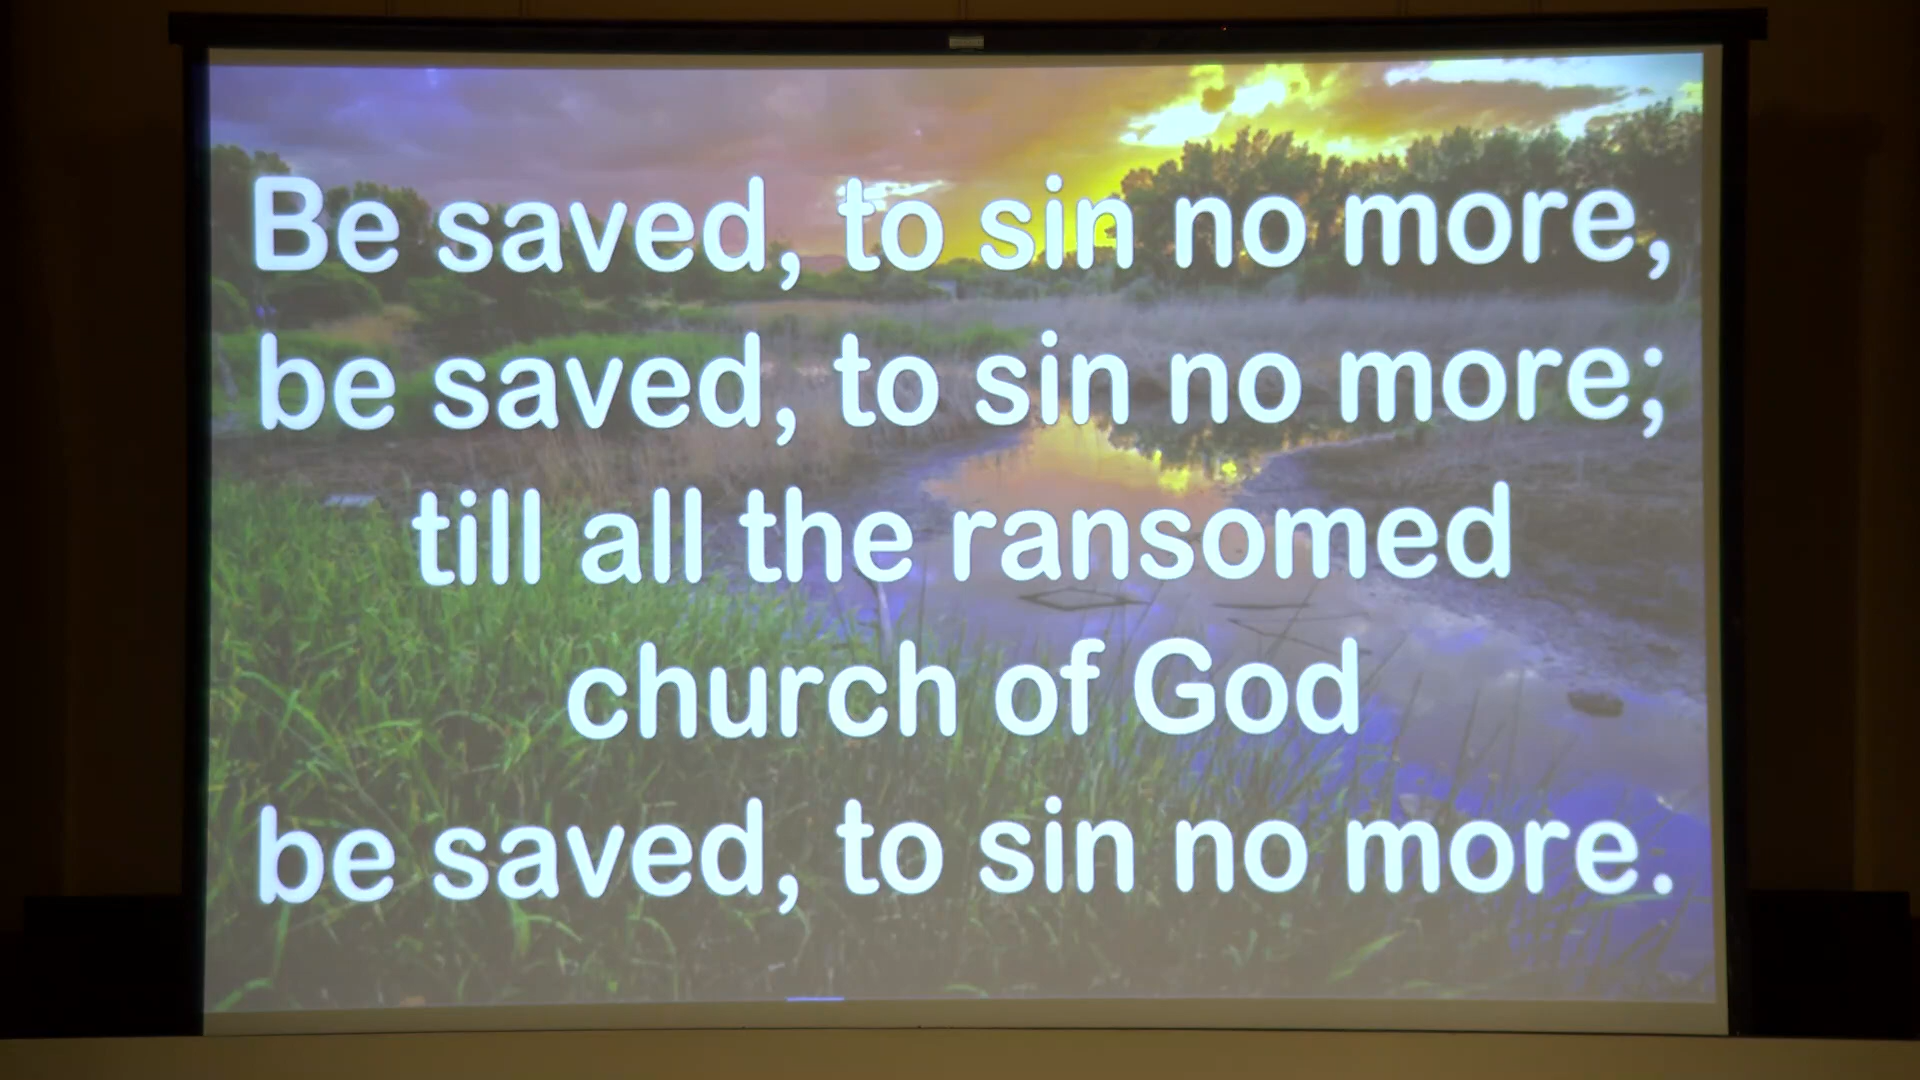 Be saved, to sin no more,
be saved, to sin no more;
till all the ransomed
church of God
be saved, to sin no more.